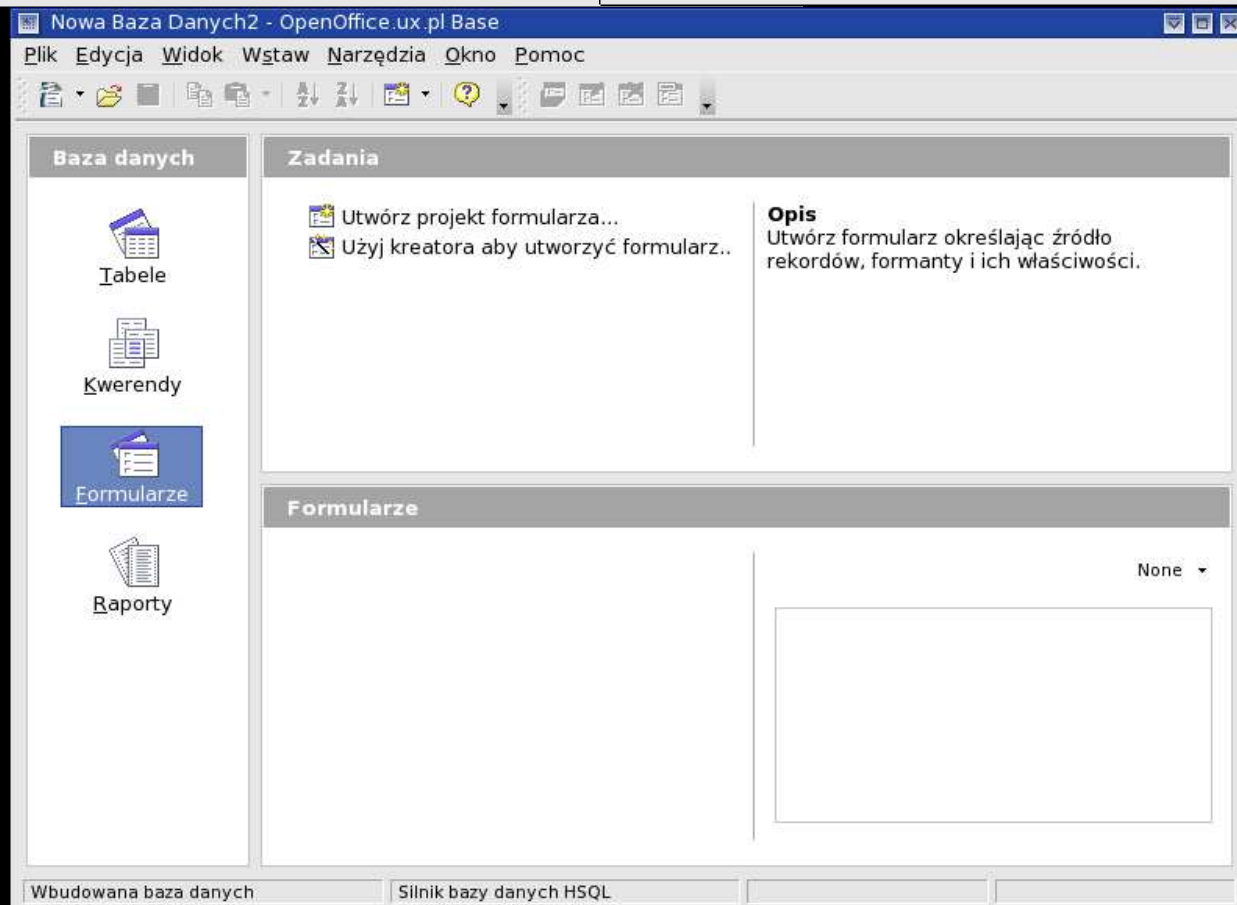 Nowa Baza Danych2 - OpenOffice.ux.pl Base
Plik Edycja Widok Wstaw Narzędzia Okno Pomoc
Baza danych
Tabele
Kwerendy
Formularze
Raporty
Zadania
Utwórz projekt formularza...
Użyj kreatora aby utworzyć formularz..
Opis
Utwórz formularz określając źródło
rekordów, formanty i ich właściwości.
Formularze
None
Wbudowana baza danych
Silnik bazy danych HSQL